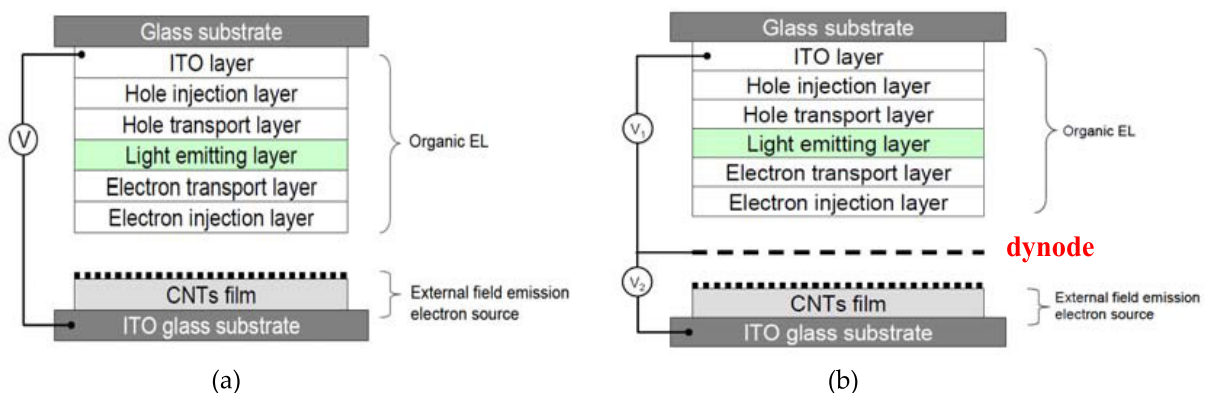 Glass substrate
ITO layer
Hole injection layer
Hole transport layer
Light emitting layer
Electron transport layer
Electron injection layer
V
Organic EL
CNTs film
ITO glass substrate
External field emission
electron source
(a)
Glass substrate
ITO layer
Hole injection layer
Hole transport layer
Light emitting layer
Electron transport layer
Electron injection layer
V₁
Organic EL
dynode
V₂
CNTs film
ITO glass substrate
External field emission
electron source
(b)